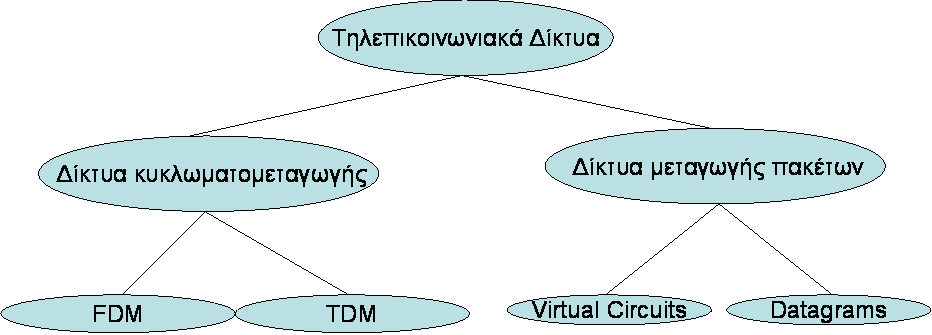 Τηλεπικοινωνιακά Δίκτυα
Δίκτυα κυκλωματομεταγωγής
Δίκτυα μεταγωγής πακέτων
FDM
TDM
Virtual Circuits
Datagrams